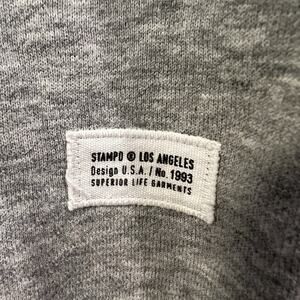 STAMPD ® LOS ANGELES
Design U.S.A. / No. 1993
SUPERIOR LIFE GARMENTS